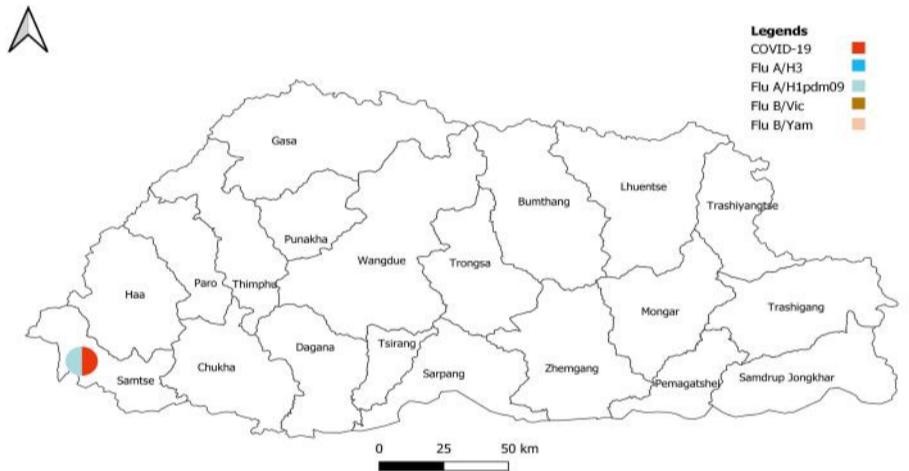 Legends
COVID-19
Flu A/H3
Flu A/H1pdm09
Flu B/Vic
Flu B/Yam
Gasa
Lhuentse
Bumthang
Trashiyangtse
Punakha
Wangdue
Trongsa
Haa
Paro
Thimphu
Mongar
Trashigang
Dagana
Tsirang
Chukha
Zhemgang
Sarpang
Samtse
Pemagatshel
Samdrup Jongkhar
0 25 50 km